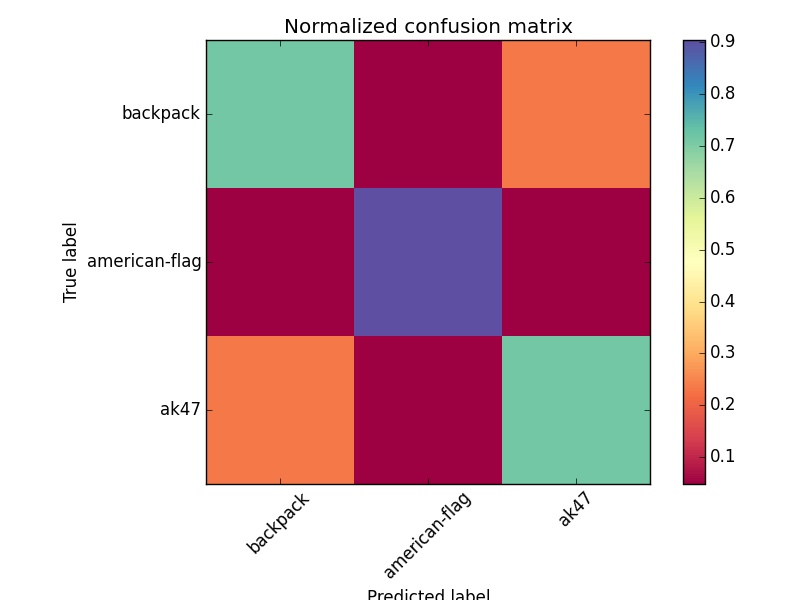 Normalized confusion matrix
True label
backpack
american-flag
ak47
backpack
american-flag
ak47
Predicted label
0.9
0.8
0.7
0.6
0.5
0.4
0.3
0.2
0.1